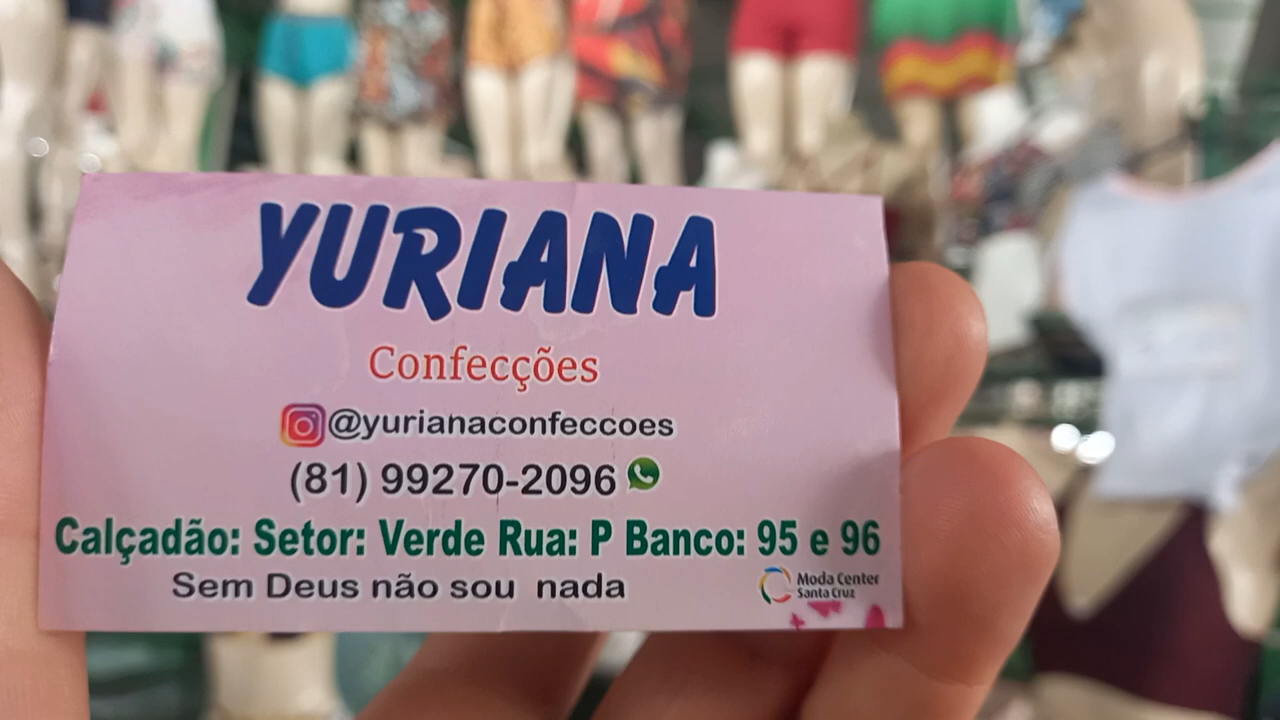 YURIANA
Confecções
@yurianaconfeccoes
(81) 99270-2096
Calçadão: Setor: Verde Rua: P Banco: 95 e 96
Sem Deus não sou nada
Moda Center
Santa Cruz